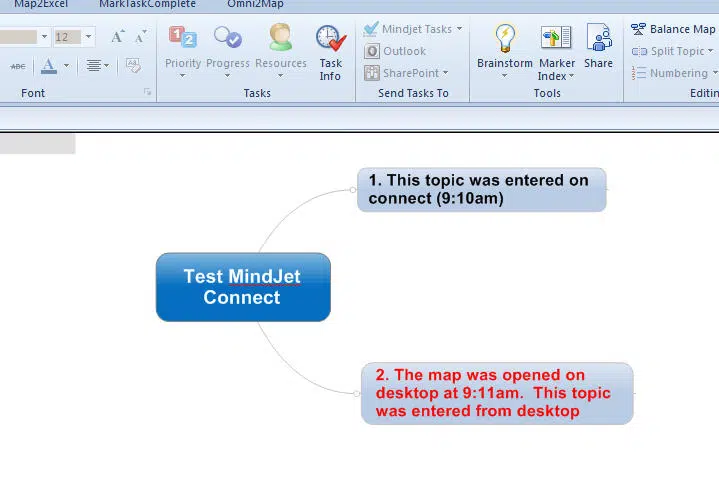 Map2Excel MarkTaskComplete Omni2Map
12 A A
Mindjet Tasks
Balance Map
Outlook
Split Topic
ABC A
Priority Progress Resources Task Info
SharePoint
Brainstorm Marker Index Share
Numbering
Font Tasks Send Tasks To Tools Editin
1. This topic was entered on
connect (9:10am)
Test MindJet
Connect
2. The map was opened on
desktop at 9:11am. This topic
was entered from desktop